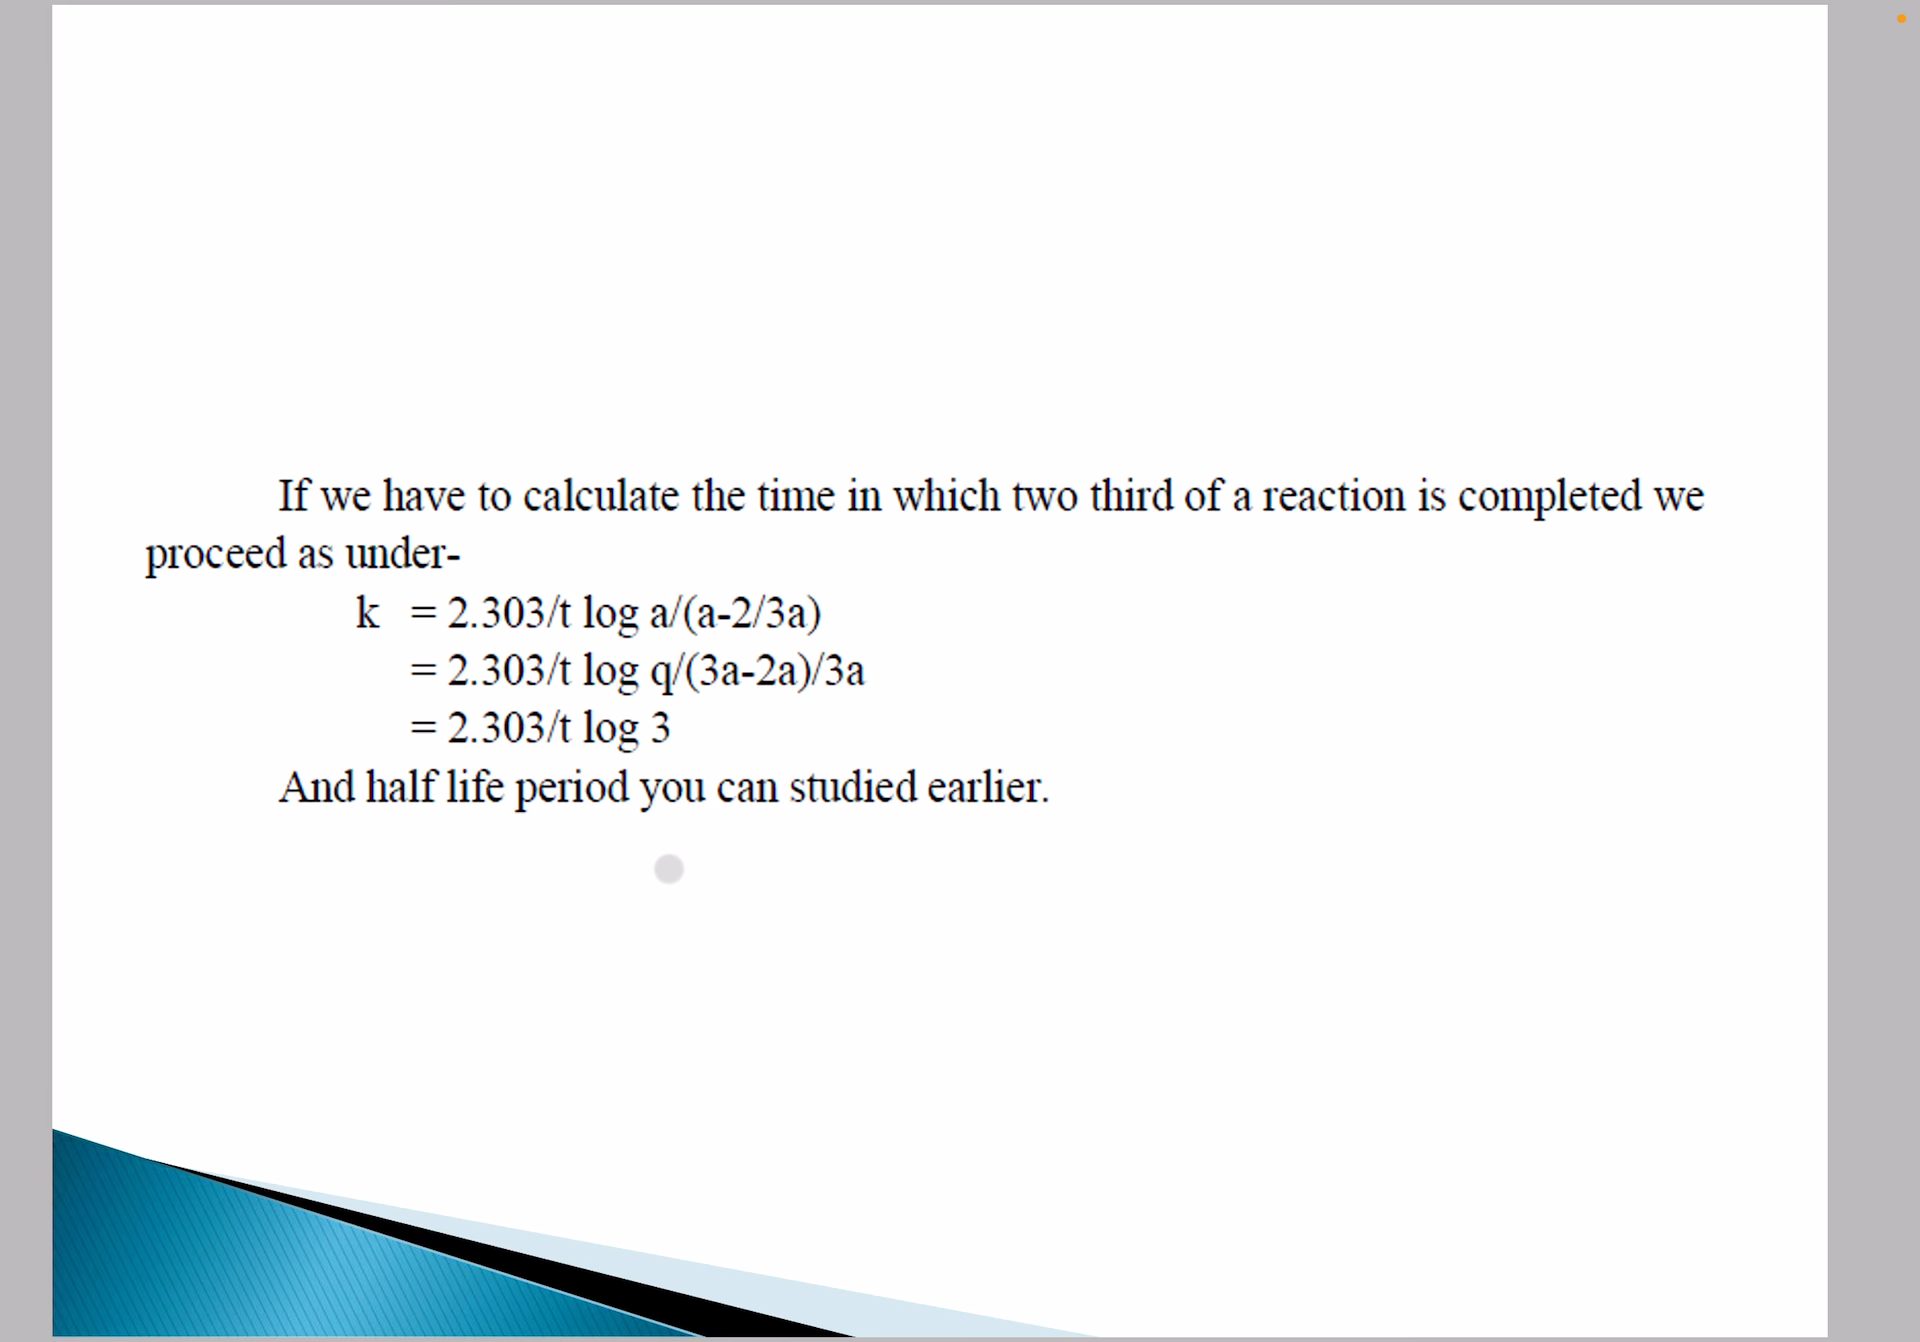 If we have to calculate the time in which two third of a reaction is completed we
proceed as under-
k = 2.303/t log a/(a-2/3a)
= 2.303/t log q/(3a-2a)/3a
= 2.303/t log 3
And half life period you can studied earlier.